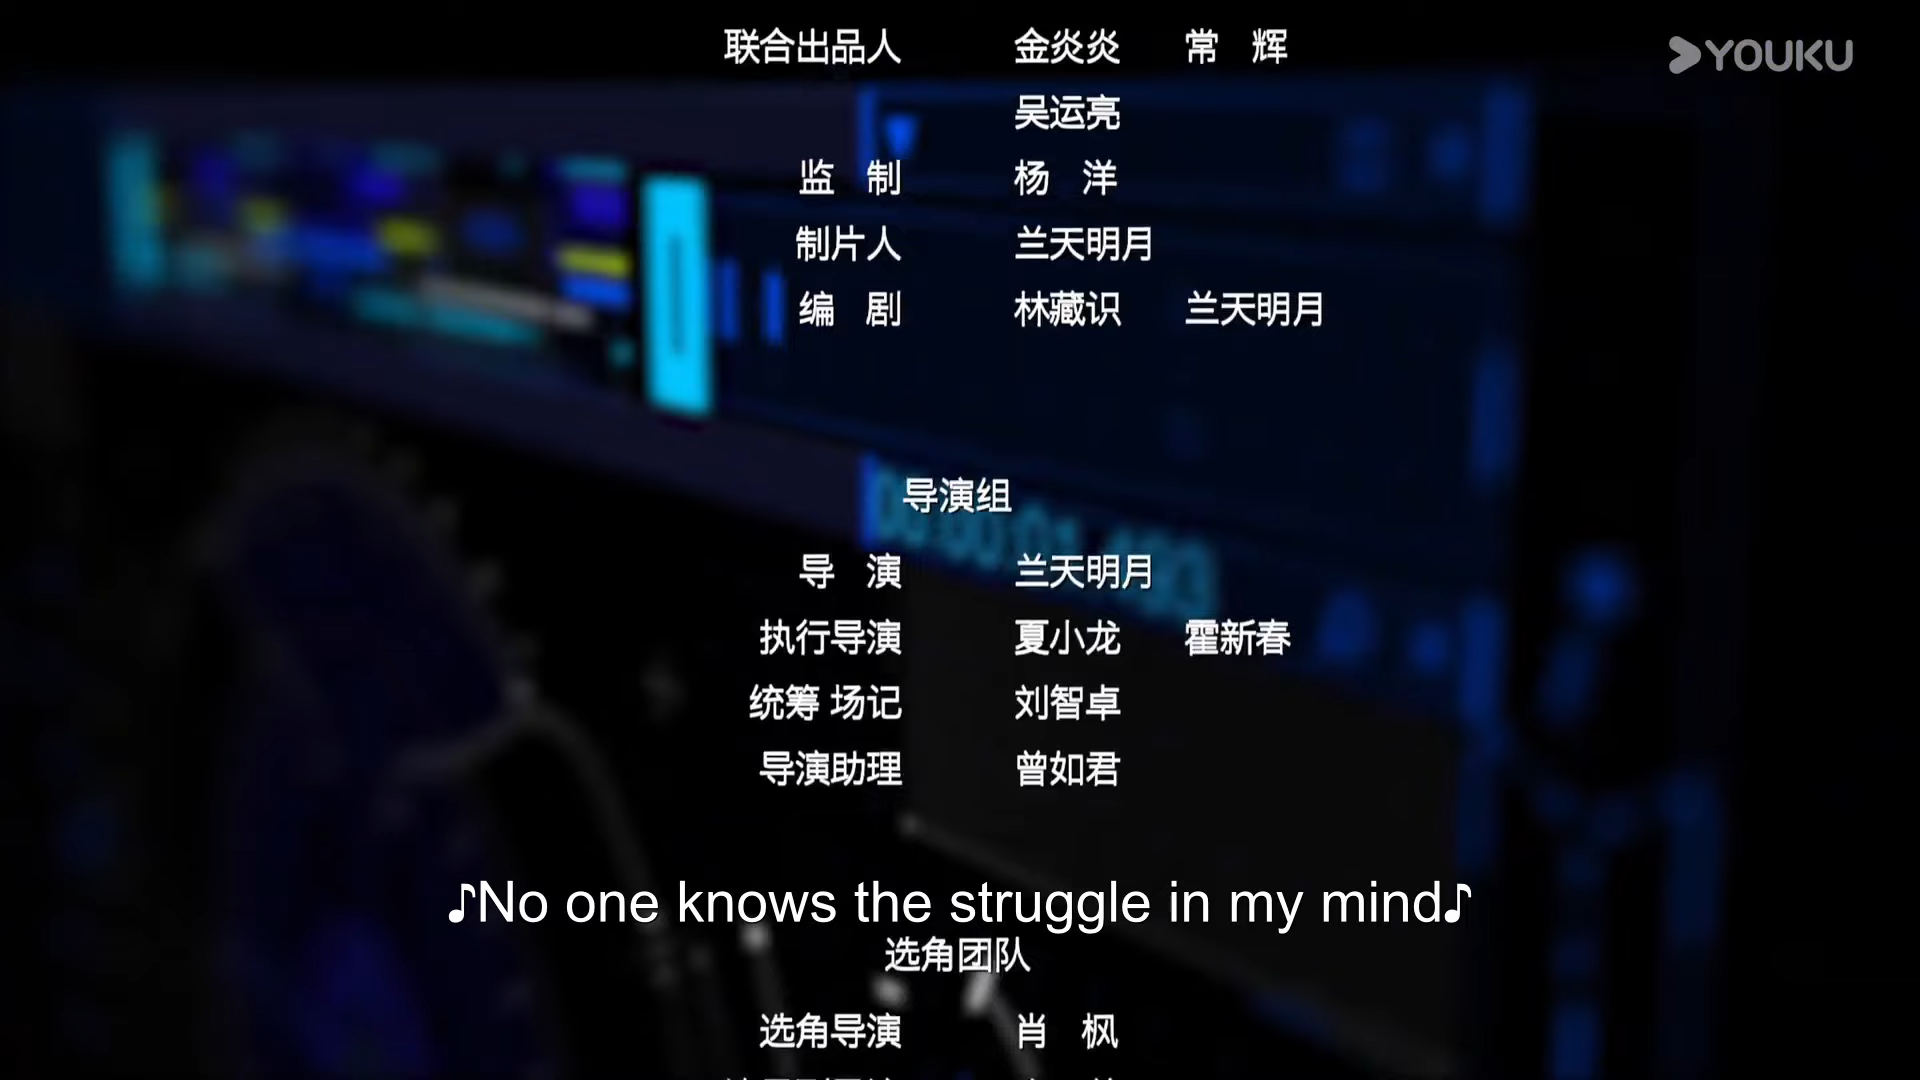 联合出品人 金炎炎 常 辉
YOUKU
吴运亮
监 制 杨 洋
制片人 兰天明月
编 剧 林藏识 兰天明月
导演组
导 演 兰天明月
执行导演 夏小龙 霍新春
统筹 场记 刘智卓
导演助理 曾如君
♪No one knows the struggle in my mind♪
选角团队
选角导演 肖 枫